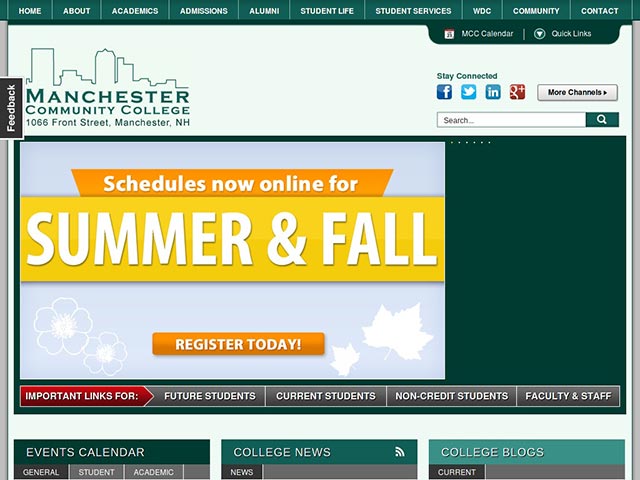 HOME ABOUT ACADEMICS ADMISSIONS ALUMNI STUDENT LIFE STUDENT SERVICES WDC COMMUNITY CONTACT
MCC Calendar Quick Links
Feedback
MANCHESTER
COMMUNITY COLLEGE
1066 Front Street, Manchester, NH
Stay Connected
More Channels
Search...
Schedules now online for
SUMMER & FALL
REGISTER TODAY!
IMPORTANT LINKS FOR: FUTURE STUDENTS CURRENT STUDENTS NON-CREDIT STUDENTS FACULTY & STAFF
EVENTS CALENDAR COLLEGE NEWS COLLEGE BLOGS
GENERAL STUDENT ACADEMIC NEWS CURRENT